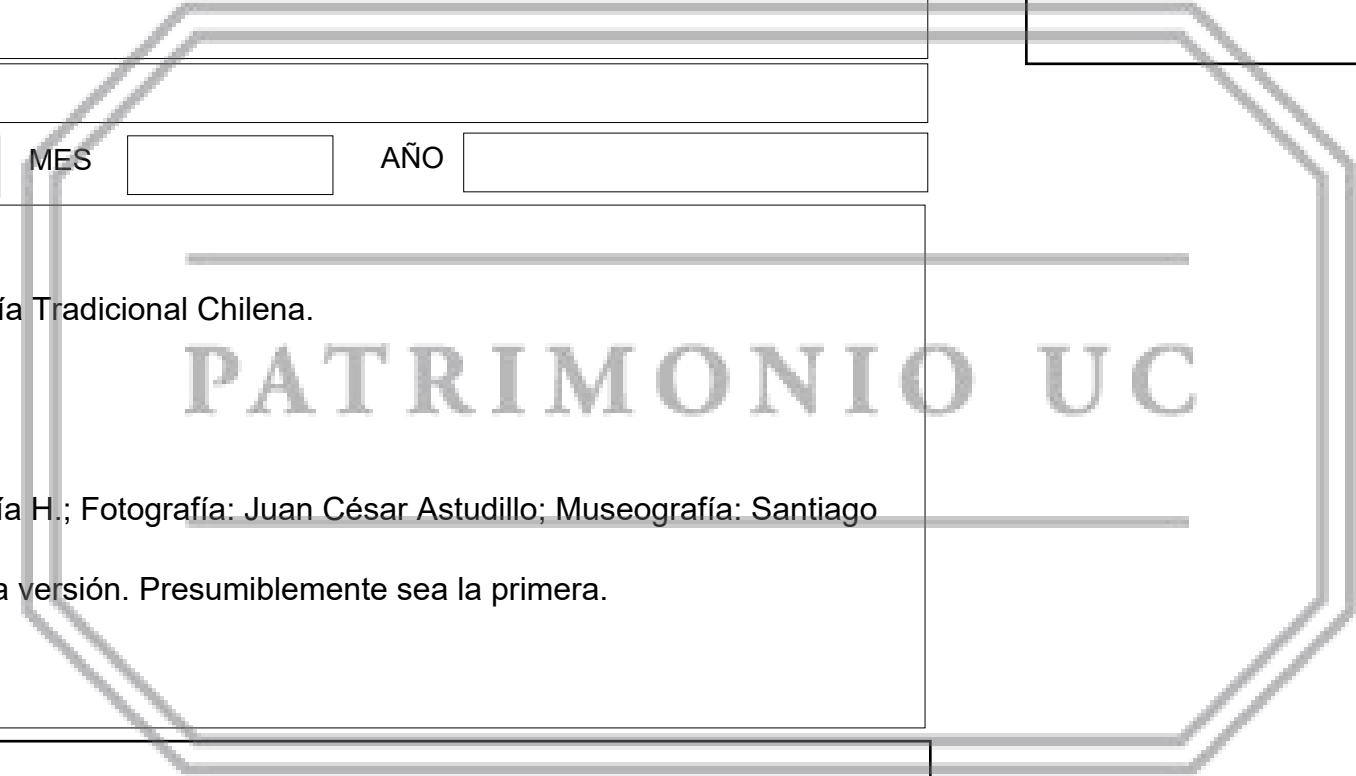 MES AÑO
ía Tradicional Chilena.
PATRIMONIO UC
ía H.; Fotografía: Juan César Astudillo; Museografía: Santiago
a versión. Presumiblemente sea la primera.